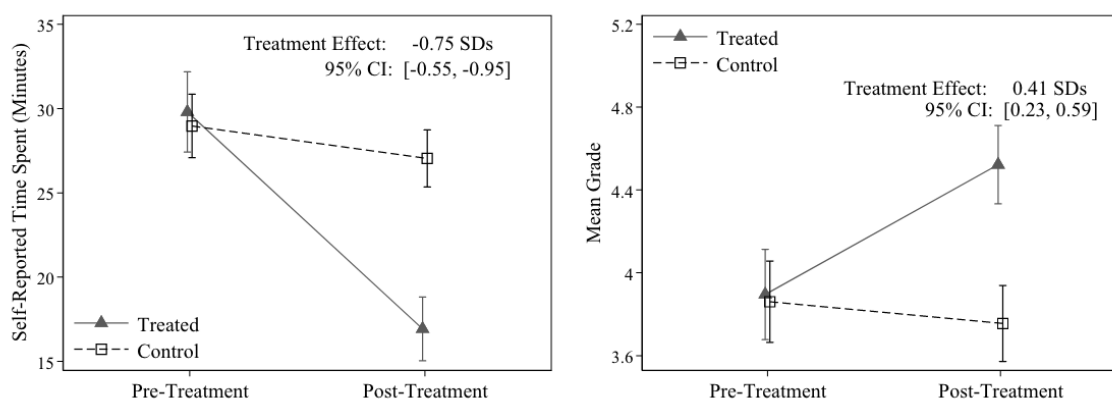 Self-Reported Time Spent (Minutes)
35
30
25
20
15
Treatment Effect: -0.75 SDs
95% CI: [-0.55, -0.95]
Treated
Control
Pre-Treatment
Post-Treatment
Mean Grade
5.2
4.8
4.4
4
3.6
Treated
Control
Treatment Effect: 0.41 SDs
95% CI: [0.23, 0.59]
Pre-Treatment
Post-Treatment